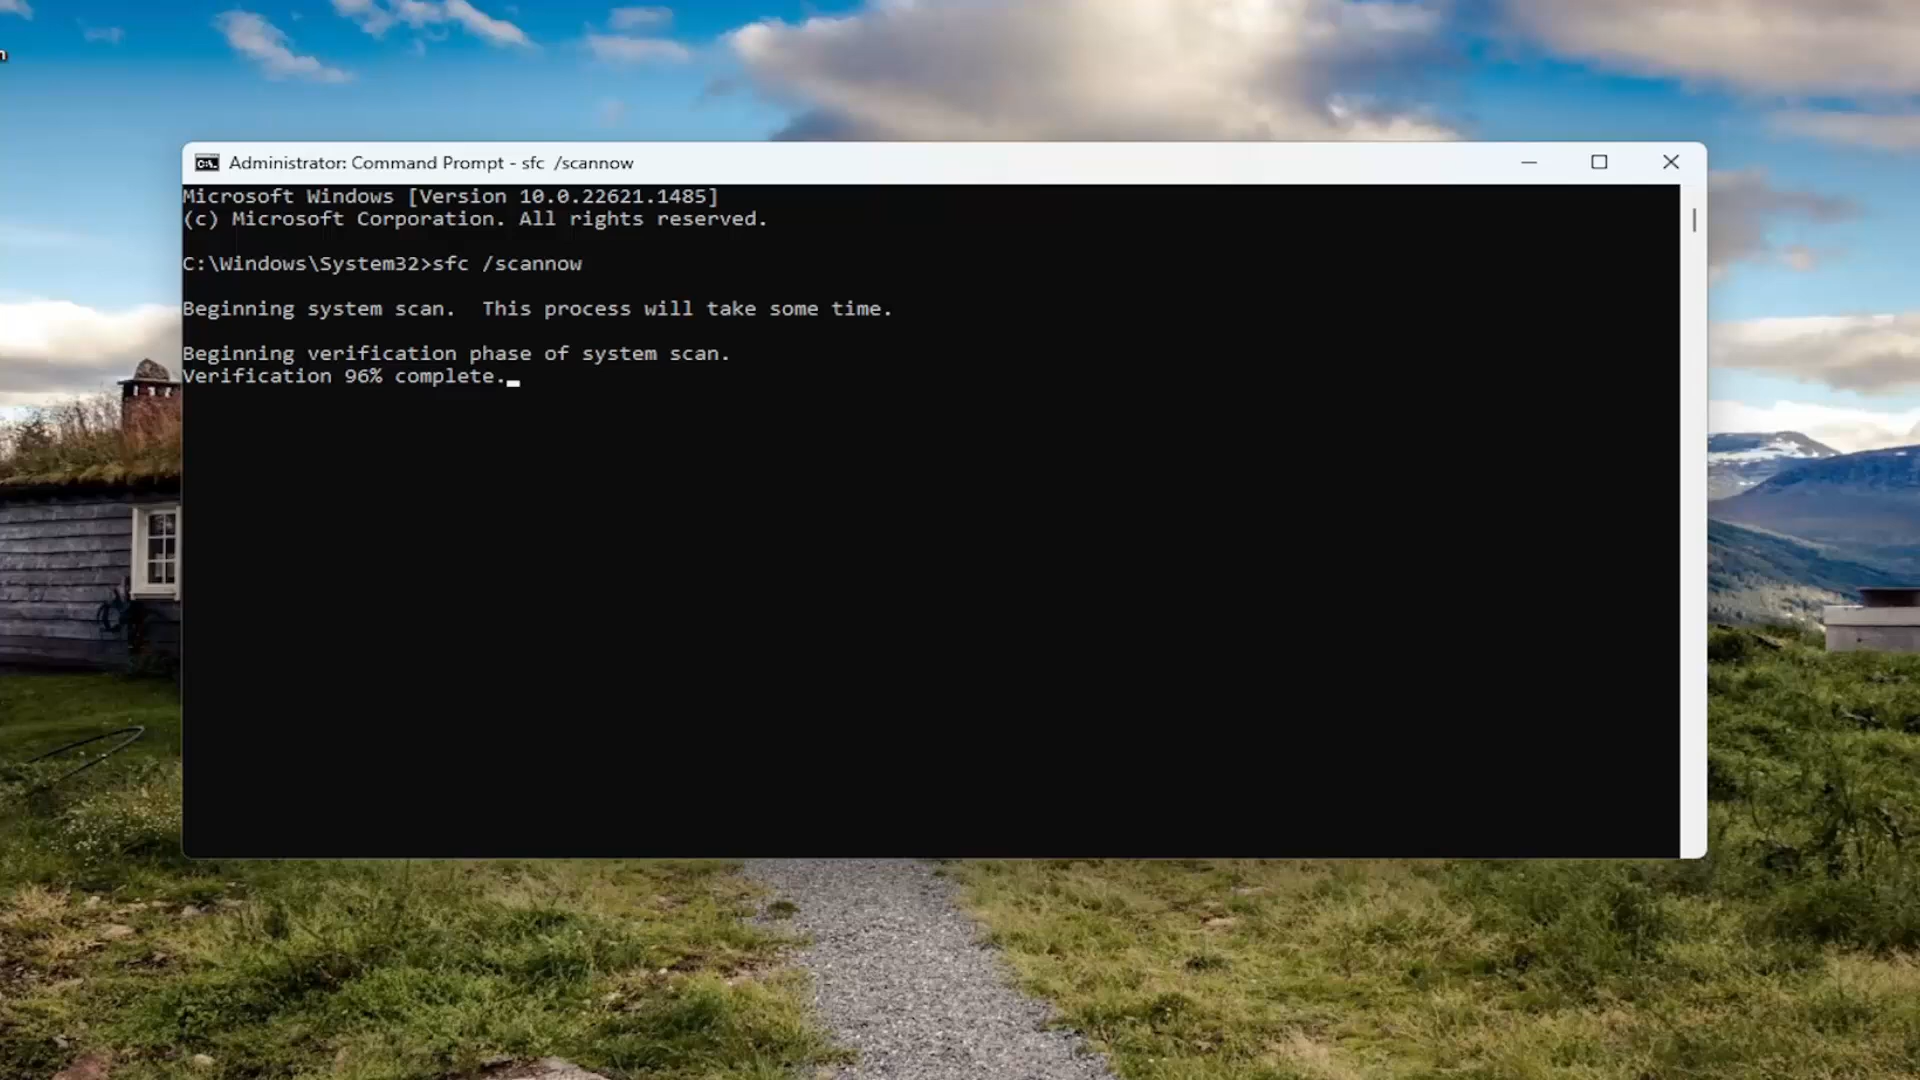 Administrator: Command Prompt - sfc  /scannow
Microsoft Windows [Version 10.0.22621.1485]
(c) Microsoft Corporation. All rights reserved.
C:\Windows\System32>sfc /scannow
Beginning system scan.  This process will take some time.
Beginning verification phase of system scan.
Verification 96% complete.